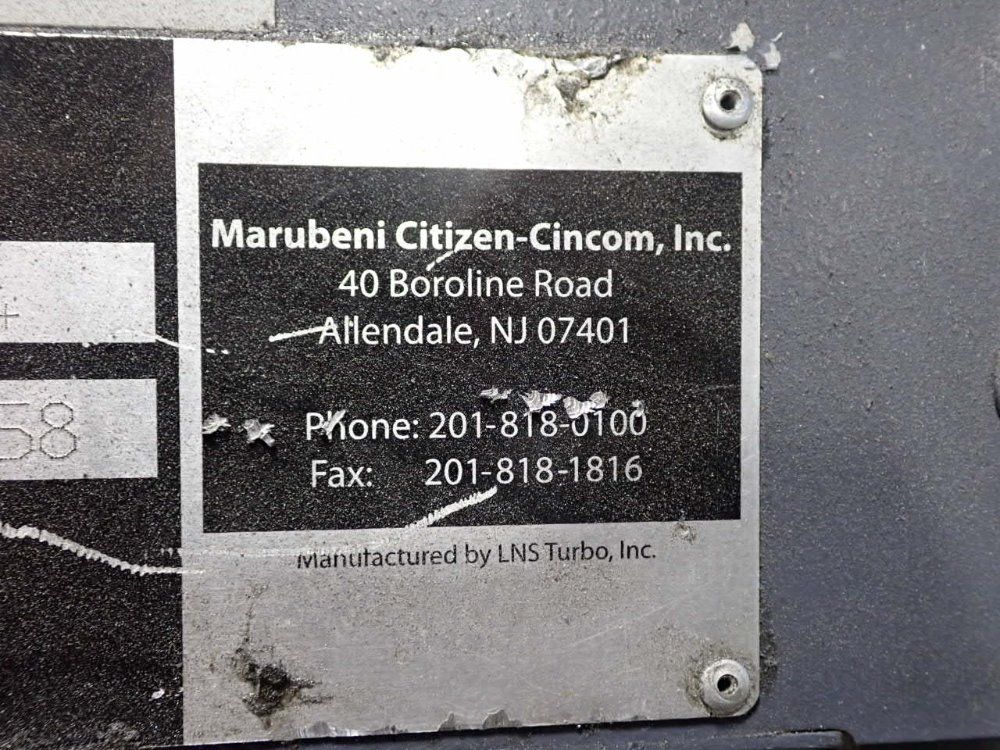 Marubeni Citizen-Cincom, Inc.
40 Boroline Road
Allendale, NJ 07401
+
58
Phone: 201-818-0100
Fax: 201-818-1816
Manufactured by LNS Turbo, Inc.